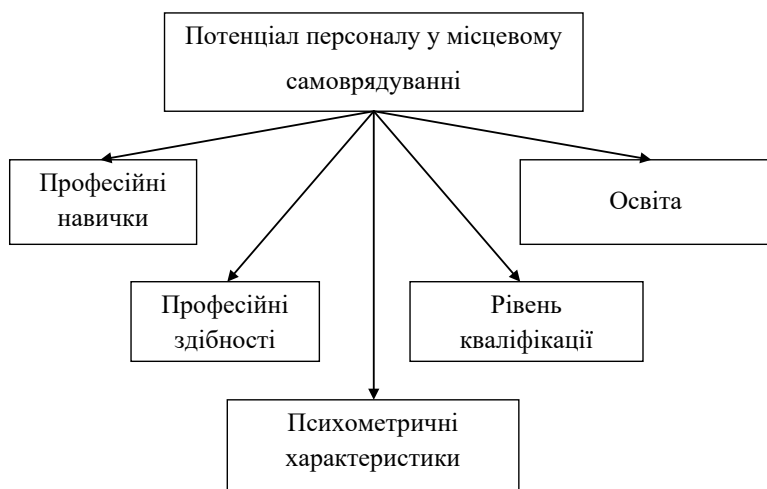 Потенціал персоналу у місцевому
самоврядуванні
Професійні
навички
Освіта
Професійні
здібності
Рівень
кваліфікації
Психометричні
характеристики